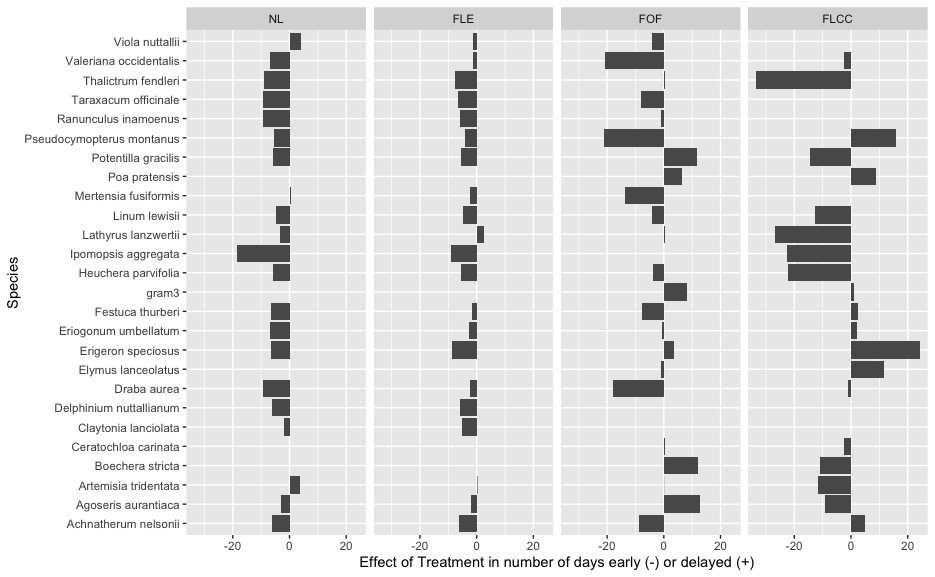 NL FLE FOF FLCC
Viola nuttallii
Valeriana occidentalis
Thalictrum fendleri
Taraxacum officinale
Ranunculus inamoenus
Pseudocymopterus montanus
Potentilla gracilis
Poa pratensis
Mertensia fusiformis
Linum lewisii
Lathyrus lanzwertii
Ipomopsis aggregata
Heuchera parvifolia
gram3
Festuca thurberi
Eriogonum umbellatum
Erigeron speciosus
Elymus lanceolatus
Draba aurea
Delphinium nuttallianum
Claytonia lanciolata
Ceratochloa carinata
Boechera stricta
Artemisia tridentata
Agoseris aurantiaca
Achnatherum nelsonii
Species
-20 0 20 -20 0 20 -20 0 20 -20 0 20
Effect of Treatment in number of days early (-) or delayed (+)